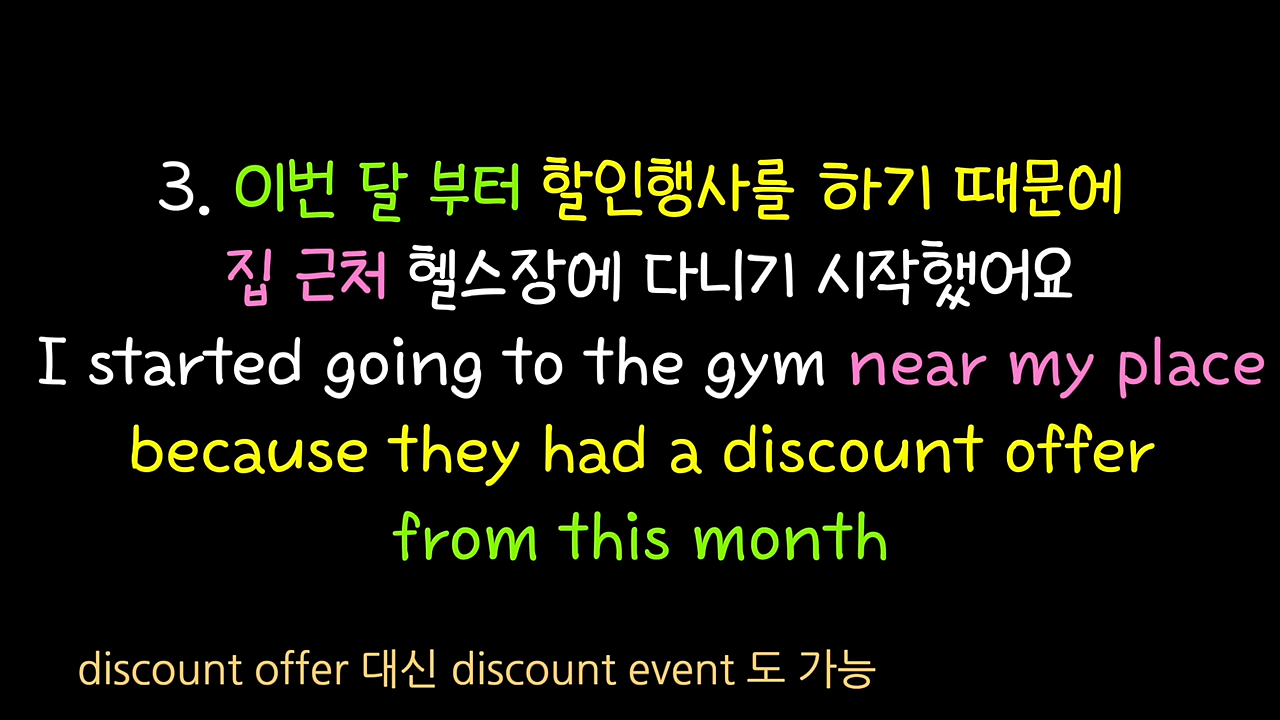 3. 이번 달 부터 할인행사를 하기 때문에
집 근처 헬스장에 다니기 시작했어요
I started going to the gym near my place
because they had a discount offer
from this month
discount offer 대신 discount event 도 가능